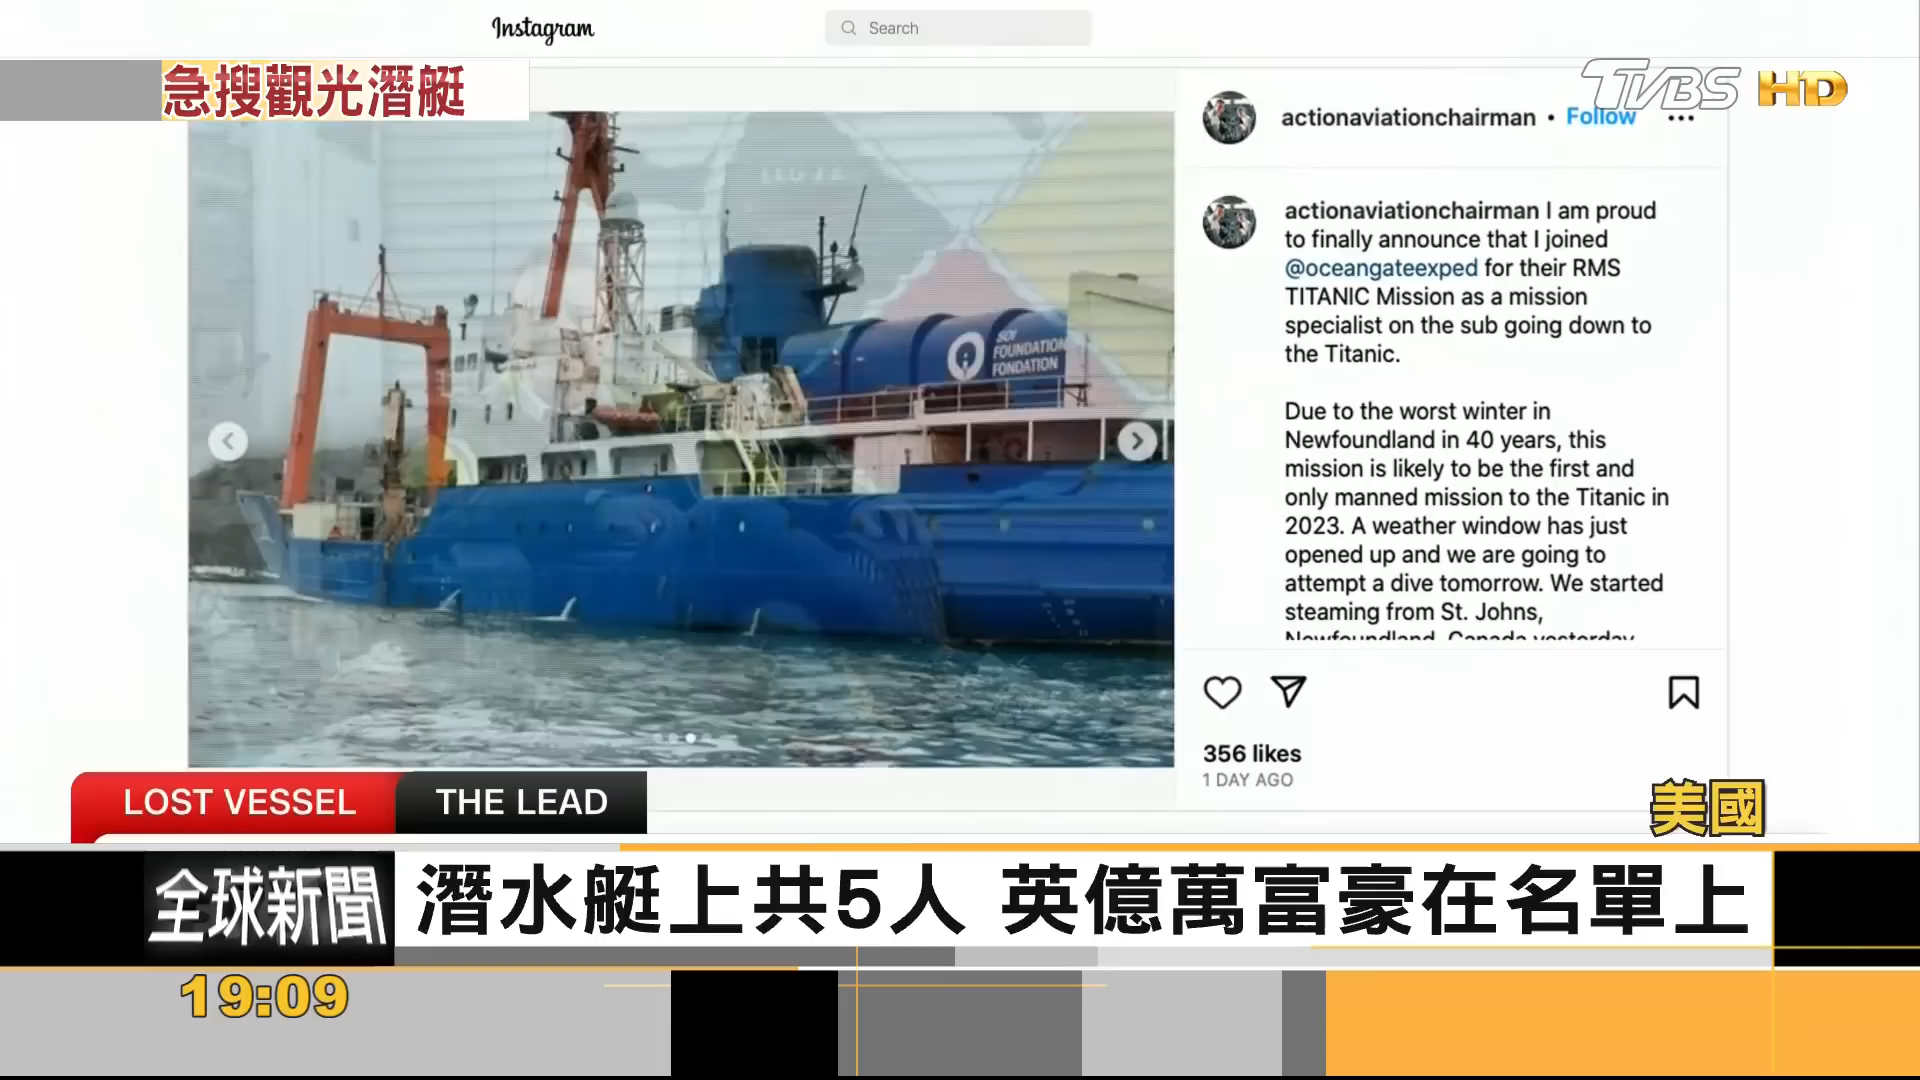 Instagram
Search
急搜觀光潛艇
TVBS HD
actionaviationchairman • Follow •••
actionaviationchairman I am proud
to finally announce that I joined
@oceangateexped for their RMS
TITANIC Mission as a mission
specialist on the sub going down to
the Titanic.
Due to the worst winter in
Newfoundland in 40 years, this
mission is likely to be the first and
only manned mission to the Titanic in
2023. A weather window has just
opened up and we are going to
attempt a dive tomorrow. We started
steaming from St. Johns,
Newfoundland, Canada yesterday
SOI
FOUNDATION
FONDATION
356 likes
1 DAY AGO
LOST VESSEL
THE LEAD
美國
全球新聞
潛水艇上共5人 英億萬富豪在名單上
19:09